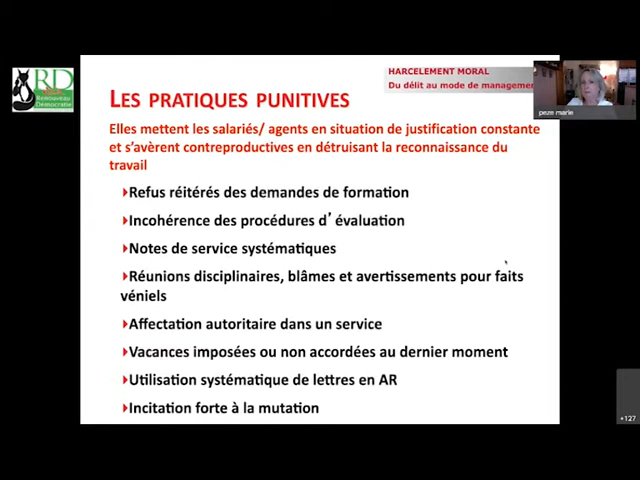 HARCELEMENT MORAL
Du délit au mode de managemen
LES PRATIQUES PUNITIVES
Elles mettent les salariés/ agents en situation de justification constante
et s’avèrent contreproductives en détruisant la reconnaissance du
travail
Refus réitérés des demandes de formation
Incohérence des procédures d’ évaluation
Notes de service systématiques
Réunions disciplinaires, blâmes et avertissements pour faits
véniels
Affectation autoritaire dans un service
Vacances imposées ou non accordées au dernier moment
Utilisation systématique de lettres en AR
Incitation forte à la mutation
RD
Renouveau
Démocratie
peze marie
+127